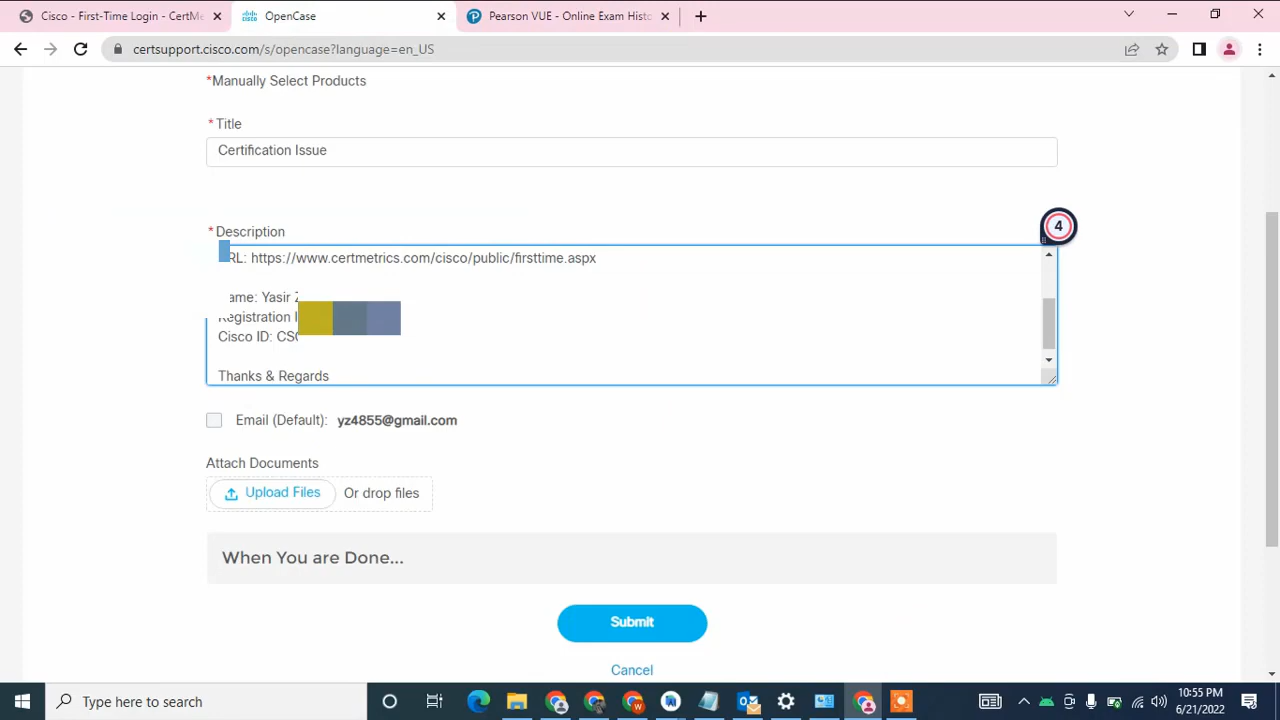 Cisco - First-Time Login - CertMe
OpenCase
Pearson VUE - Online Exam Histo
certsupport.cisco.com/s/opencase?language=en_US
*Manually Select Products
* Title
Certification Issue
* Description
4
RL: https://www.certmetrics.com/cisco/public/firsttime.aspx
ame: Yasir Z
Registration I
Cisco ID: CSC
Thanks & Regards
Email (Default): yz4855@gmail.com
Attach Documents
Upload Files Or drop files
When You are Done...
Submit
Cancel
Type here to search
10:55 PM
6/21/2022